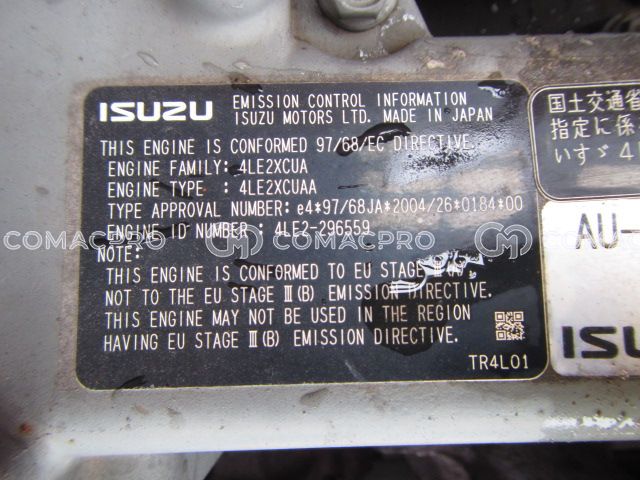 ISUZU EMISSION CONTROL INFORMATION
ISUZU MOTORS LTD. MADE IN JAPAN
THIS ENGINE IS CONFORMED 97/68/EC DIRECTIVE.
ENGINE FAMILY: 4LE2XCUA
ENGINE TYPE : 4LE2XCUAA
TYPE APPROVAL NUMBER: e4*97/68JA*2004/26*0184*00
ENGINE ID NUMBER : 4LE2-296559
NOTE:
THIS ENGINE IS CONFORMED TO EU STAGE
NOT TO THE EU STAGE Ⅲ(B) EMISSION DIRECTIVE.
THIS ENGINE MAY NOT BE USED IN THE REGION
HAVING EU STAGE Ⅲ(B) EMISSION DIRECTIVE.
TR4L01
国土交通省
指定に係
いすゞ4
AU-
ISUZ
COMACPRO COMACPRO COMACPRO